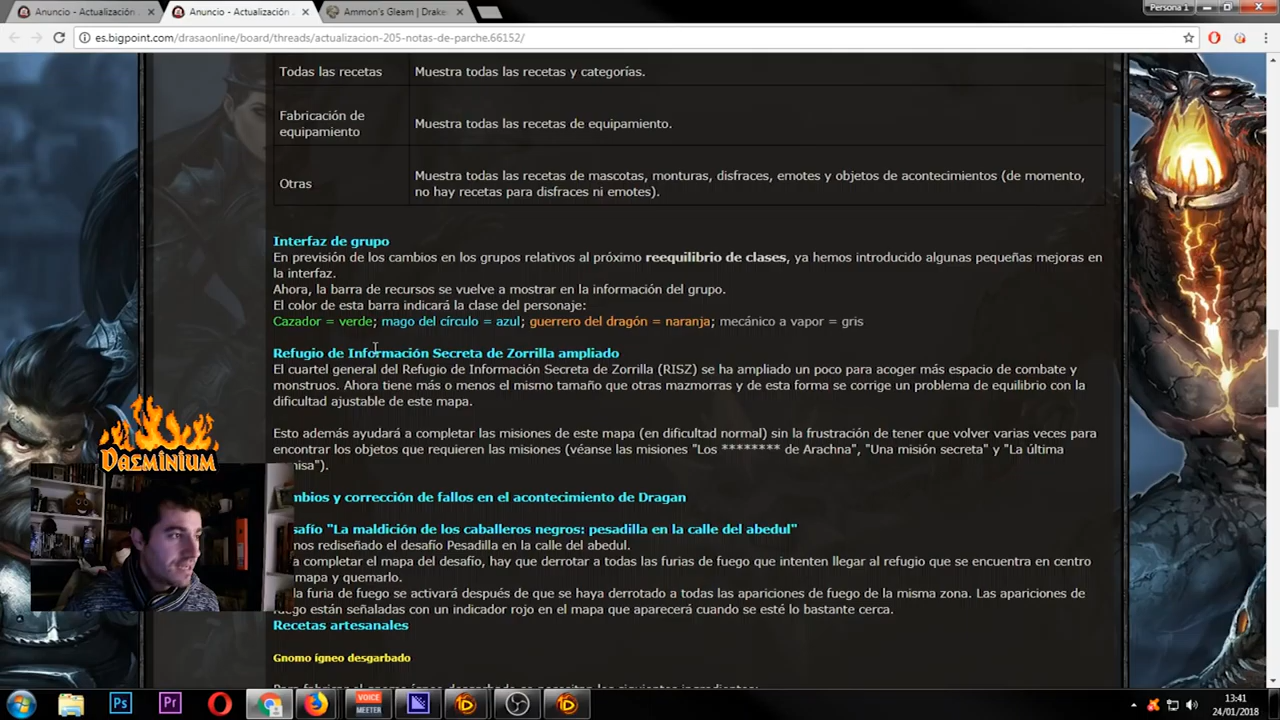 Anuncio - Actualización
Anuncio - Actualización
Ammon's Gleam | Drake
Persona 1
es.bigpoint.com/drasaonline/board/threads/actualizacion-205-notas-de-parche.66152/
Todas las recetas
Muestra todas las recetas y categorías.
Fabricación de
equipamiento
Muestra todas las recetas de equipamiento.
Otras
Muestra todas las recetas de mascotas, monturas, disfraces, emotes y objetos de acontecimientos (de momento,
no hay recetas para disfraces ni emotes).
Interfaz de grupo
En previsión de los cambios en los grupos relativos al próximo reequilibrio de clases, ya hemos introducido algunas pequeñas mejoras en
la interfaz.
Ahora, la barra de recursos se vuelve a mostrar en la información del grupo.
El color de esta barra indicará la clase del personaje:
Cazador = verde; mago del círculo = azul; guerrero del dragón = naranja; mecánico a vapor = gris
Refugio de Información Secreta de Zorrilla ampliado
El cuartel general del Refugio de Información Secreta de Zorrilla (RISZ) se ha ampliado un poco para acoger más espacio de combate y
monstruos. Ahora tiene más o menos el mismo tamaño que otras mazmorras y de esta forma se corrige un problema de equilibrio con la
dificultad ajustable de este mapa.
Esto además ayudará a completar las misiones de este mapa (en dificultad normal) sin la frustración de tener que volver varias veces para
encontrar los objetos que requieren las misiones (véanse las misiones "Los ******** de Arachna", "Una misión secreta" y "La última
misa").
mbios y corrección de fallos en el acontecimiento de Dragan
safío "La maldición de los caballeros negros: pesadilla en la calle del abedul"
mos rediseñado el desafío Pesadilla en la calle del abedul.
a completar el mapa del desafío, hay que derrotar a todas las furias de fuego que intenten llegar al refugio que se encuentra en centro
mapa y quemarlo.
la furia de fuego se activará después de que se haya derrotado a todas las apariciones de fuego de la misma zona. Las apariciones de
fuego están señaladas con un indicador rojo en el mapa que aparecerá cuando se esté lo bastante cerca.
Recetas artesanales
Gnomo ígneo desgarbado
Para fabricar el gnomo ígneo desgarbado se necesitan los siguientes ingredientes:
DAEMINIUM
Ps
Pr
VOICE
MEETER
13:41
24/01/2018